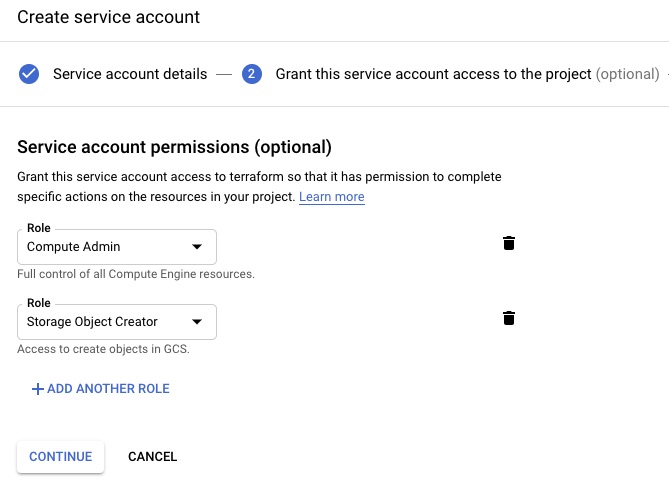 Create service account
Service account details — 2 Grant this service account access to the project (optional)
Service account permissions (optional)
Grant this service account access to terraform so that it has permission to complete
specific actions on the resources in your project. Learn more
Role
Compute Admin
Full control of all Compute Engine resources.
Role
Storage Object Creator
Access to create objects in GCS.
+ ADD ANOTHER ROLE
CONTINUE CANCEL